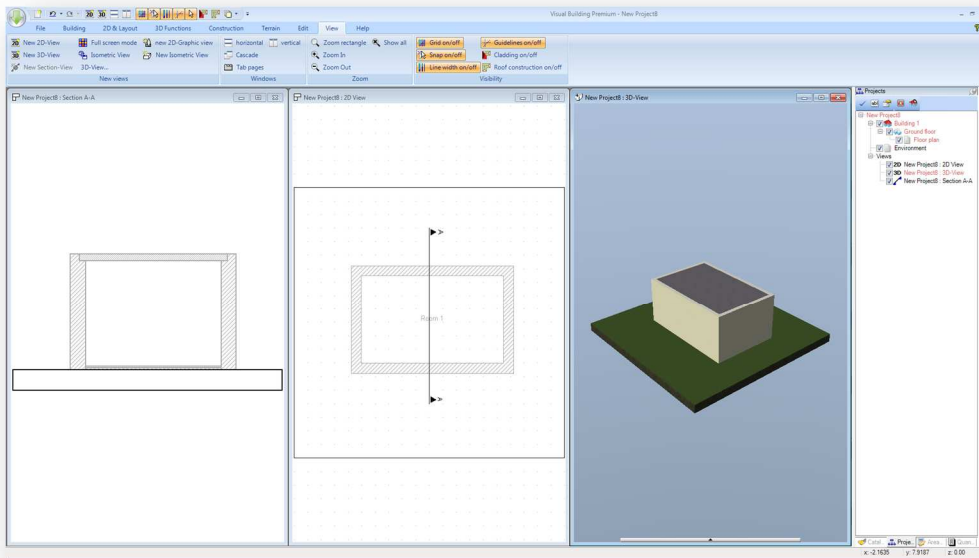 Visual Building Premium - New Project8
File Building 2D & Layout 3D Functions Construction Terrain Edit View Help
New 2D-View Full screen mode new 2D-Graphic view horizontal vertical Zoom rectangle Show all Grid on/off Guidelines on/off
New 3D-View Isometric View New Isometric View Cascade Zoom In Snap on/off Cladding on/off
New Section-View 3D-View... Tab pages Zoom Out Line width on/off Roof construction on/off
New views Windows Zoom Visibility
New Project8 : Section A-A
New Project8 : 2D View
A
Room 1
A
New Project8 : 3D-View
Projects
New Project8
Building 1
Ground floor
Floor plan
Environment
Views
2D New Project8 : 2D View
3D New Project8 : 3D-View
New Project8 : Section A-A
Catal Proje... Area Quan
x: -2.1635 y: 7.9187 z: 0.00